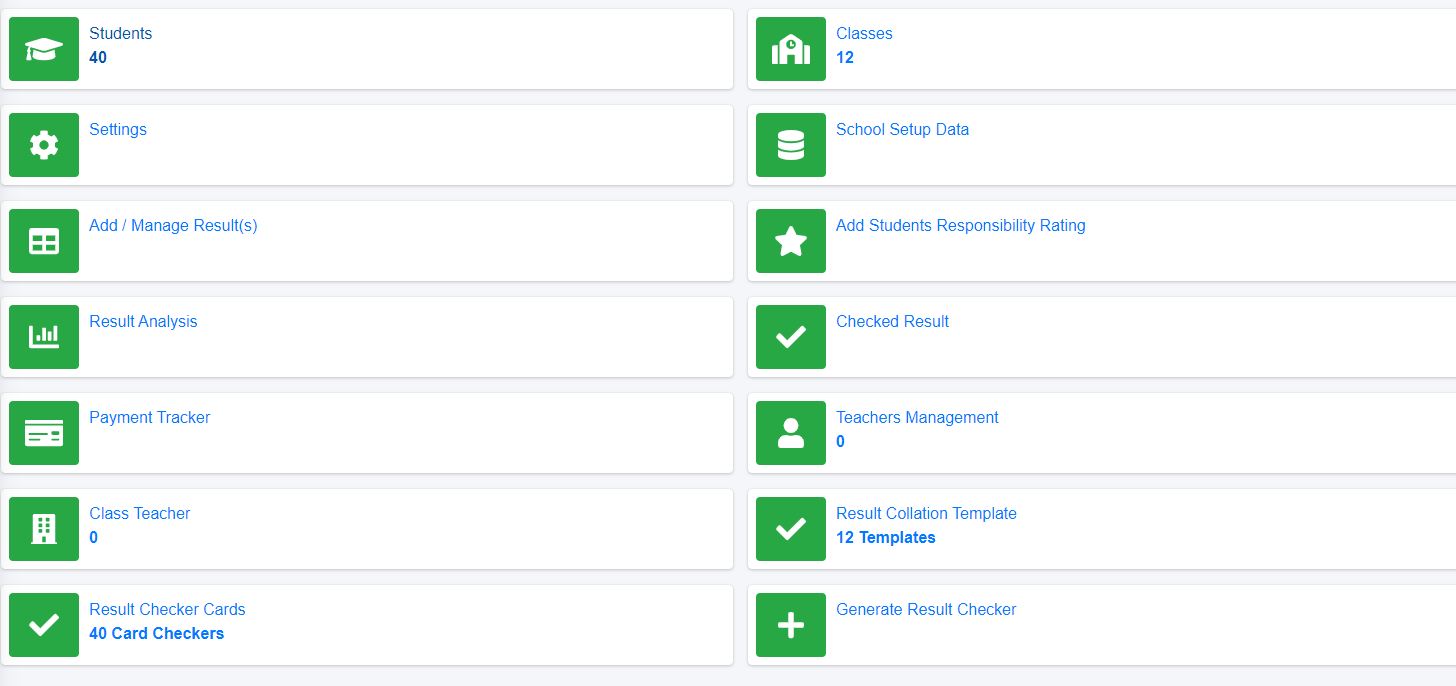 Students
40
Classes
12
Settings
School Setup Data
Add / Manage Result(s)
Add Students Responsibility Rating
Result Analysis
Checked Result
Payment Tracker
Teachers Management
0
Class Teacher
0
Result Collation Template
12 Templates
Result Checker Cards
40 Card Checkers
Generate Result Checker